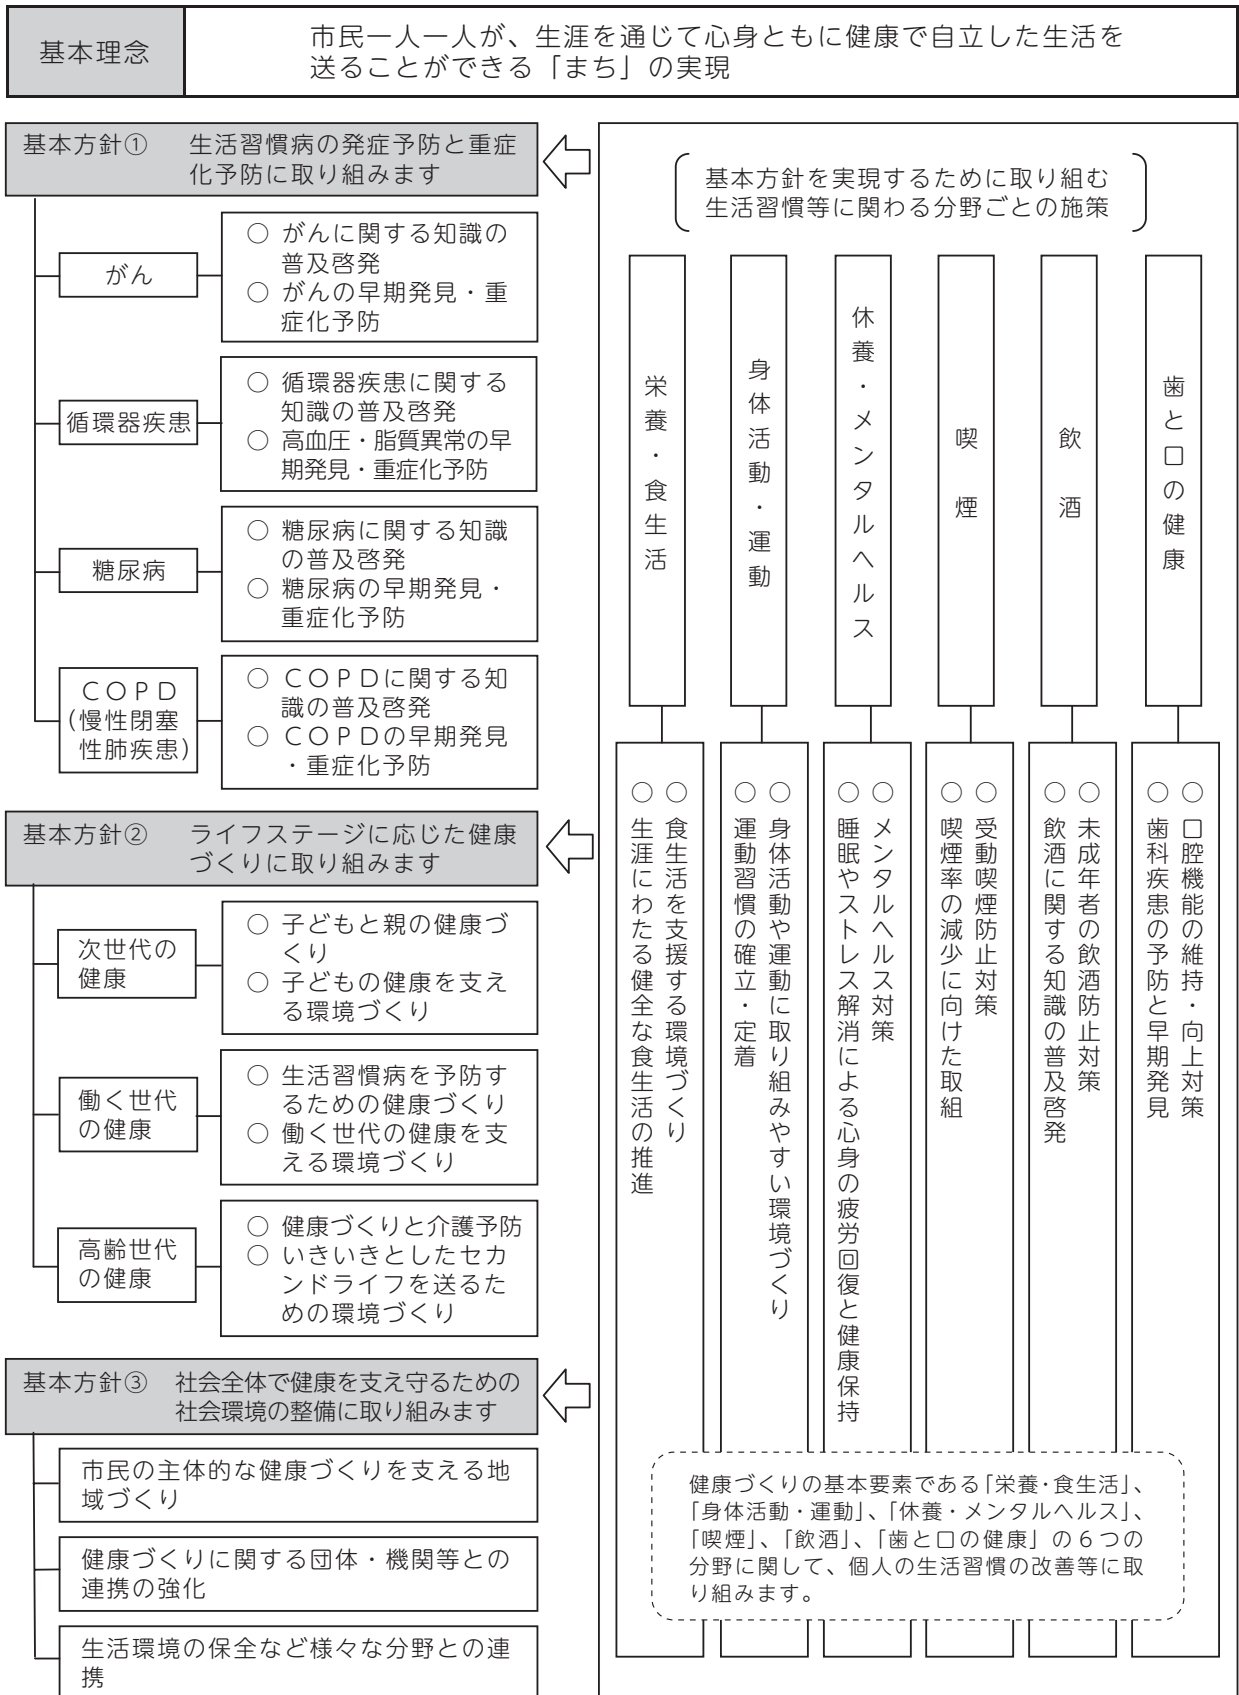 基本理念
市民一人一人が、生涯を通じて心身ともに健康で自立した生活を
送ることができる「まち」の実現
基本方針① 生活習慣病の発症予防と重症
化予防に取り組みます
がん
○ がんに関する知識の
普及啓発
○ がんの早期発見・重
症化予防
循環器疾患
○ 循環器疾患に関する
知識の普及啓発
○ 高血圧・脂質異常の早
期発見・重症化予防
糖尿病
○ 糖尿病に関する知識
の普及啓発
○ 糖尿病の早期発見・
重症化予防
COPD
(慢性閉塞
性肺疾患)
○ COPDに関する知
識の普及啓発
○ COPDの早期発見
・重症化予防
基本方針② ライフステージに応じた健康
づくりに取り組みます
次世代の
健康
○ 子どもと親の健康づ
くり
○ 子どもの健康を支え
る環境づくり
働く世代
の健康
○ 生活習慣病を予防す
るための健康づくり
○ 働く世代の健康を支
える環境づくり
高齢世代
の健康
○ 健康づくりと介護予防
○ いきいきとしたセカ
ンドライフを送るた
めの環境づくり
基本方針③ 社会全体で健康を支え守るための
社会環境の整備に取り組みます
市民の主体的な健康づくりを支える地
域づくり
健康づくりに関する団体・機関等との
連携の強化
生活環境の保全など様々な分野との連
携
基本方針を実現するために取り組む
生活習慣等に関わる分野ごとの施策
栄養・食生活
○ 食生活を支援する環境づくり
○ 生涯にわたる健全な食生活の推進
身体活動・運動
○ 身体活動や運動に取り組みやすい環境づくり
○ 運動習慣の確立・定着
休養・メンタルヘルス
○ メンタルヘルス対策
○ 睡眠やストレス解消による心身の疲労回復と健康保持
喫煙
○ 受動喫煙防止対策
○ 喫煙率の減少に向けた取組
飲酒
○ 未成年者の飲酒防止対策
○ 飲酒に関する知識の普及啓発
歯と口の健康
○ 口腔機能の維持・向上対策
○ 歯科疾患の予防と早期発見
健康づくりの基本要素である「栄養・食生活」、
「身体活動・運動」、「休養・メンタルヘルス」、
「喫煙」、「飲酒」、「歯と口の健康」の6つの
分野に関して、個人の生活習慣の改善等に取
り組みます。